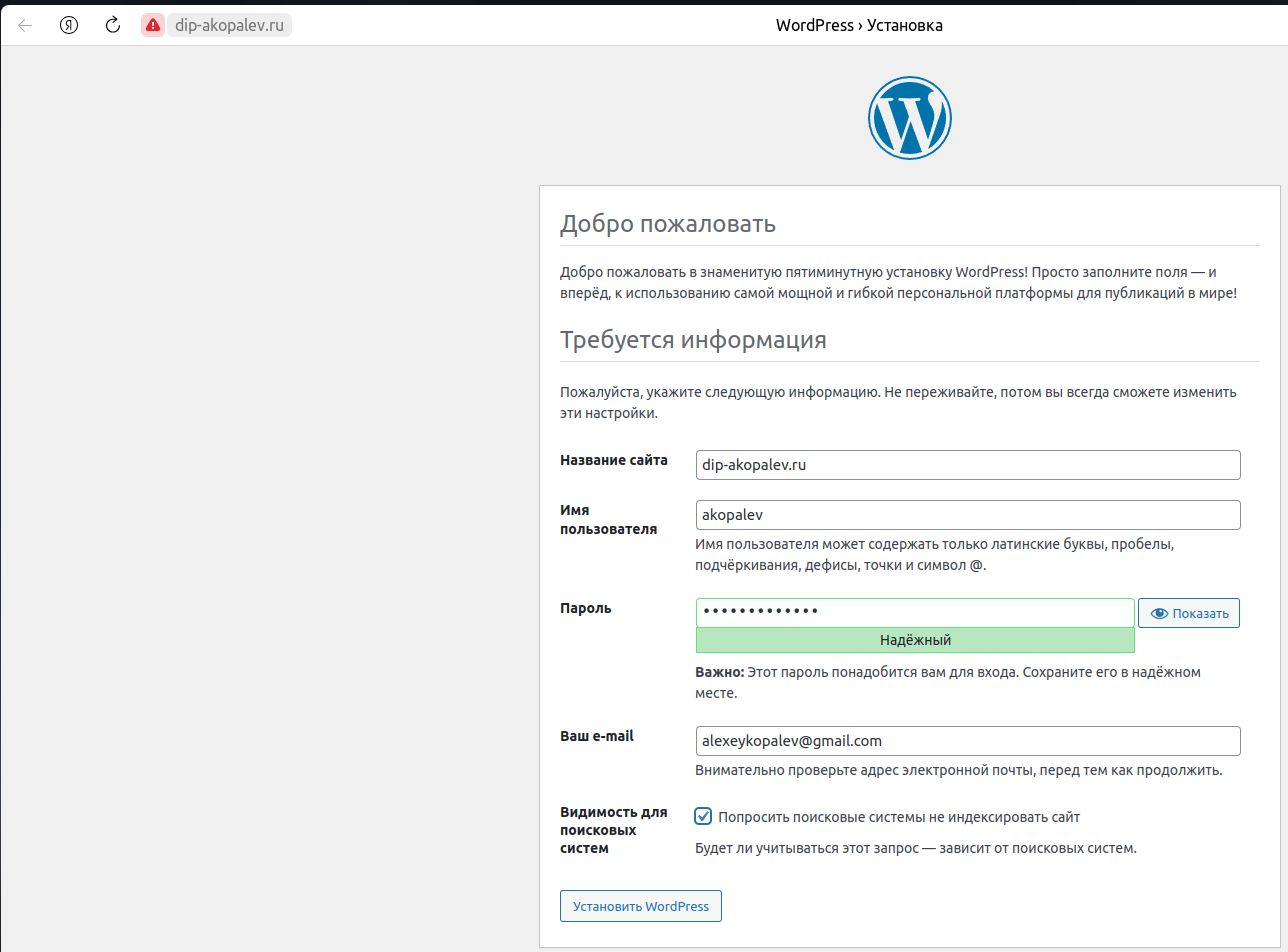 dip-akopalev.ru
WordPress › Установка
Добро пожаловать
Добро пожаловать в знаменитую пятиминутную установку WordPress! Просто заполните поля — и
вперёд, к использованию самой мощной и гибкой персональной платформы для публикаций в мире!
Требуется информация
Пожалуйста, укажите следующую информацию. Не переживайте, потом вы всегда сможете изменить
эти настройки.
Название сайта
dip-akopalev.ru
Имя
пользователя
akopalev
Имя пользователя может содержать только латинские буквы, пробелы,
подчёркивания, дефисы, точки и символ @.
Пароль
•••••••••••••
Показать
Надёжный
Важно: Этот пароль понадобится вам для входа. Сохраните его в надёжном
месте.
Ваш e-mail
alexeykopalev@gmail.com
Внимательно проверьте адрес электронной почты, перед тем как продолжить.
Видимость для
поисковых
систем
Попросить поисковые системы не индексировать сайт
Будет ли учитываться этот запрос — зависит от поисковых систем.
Установить WordPress